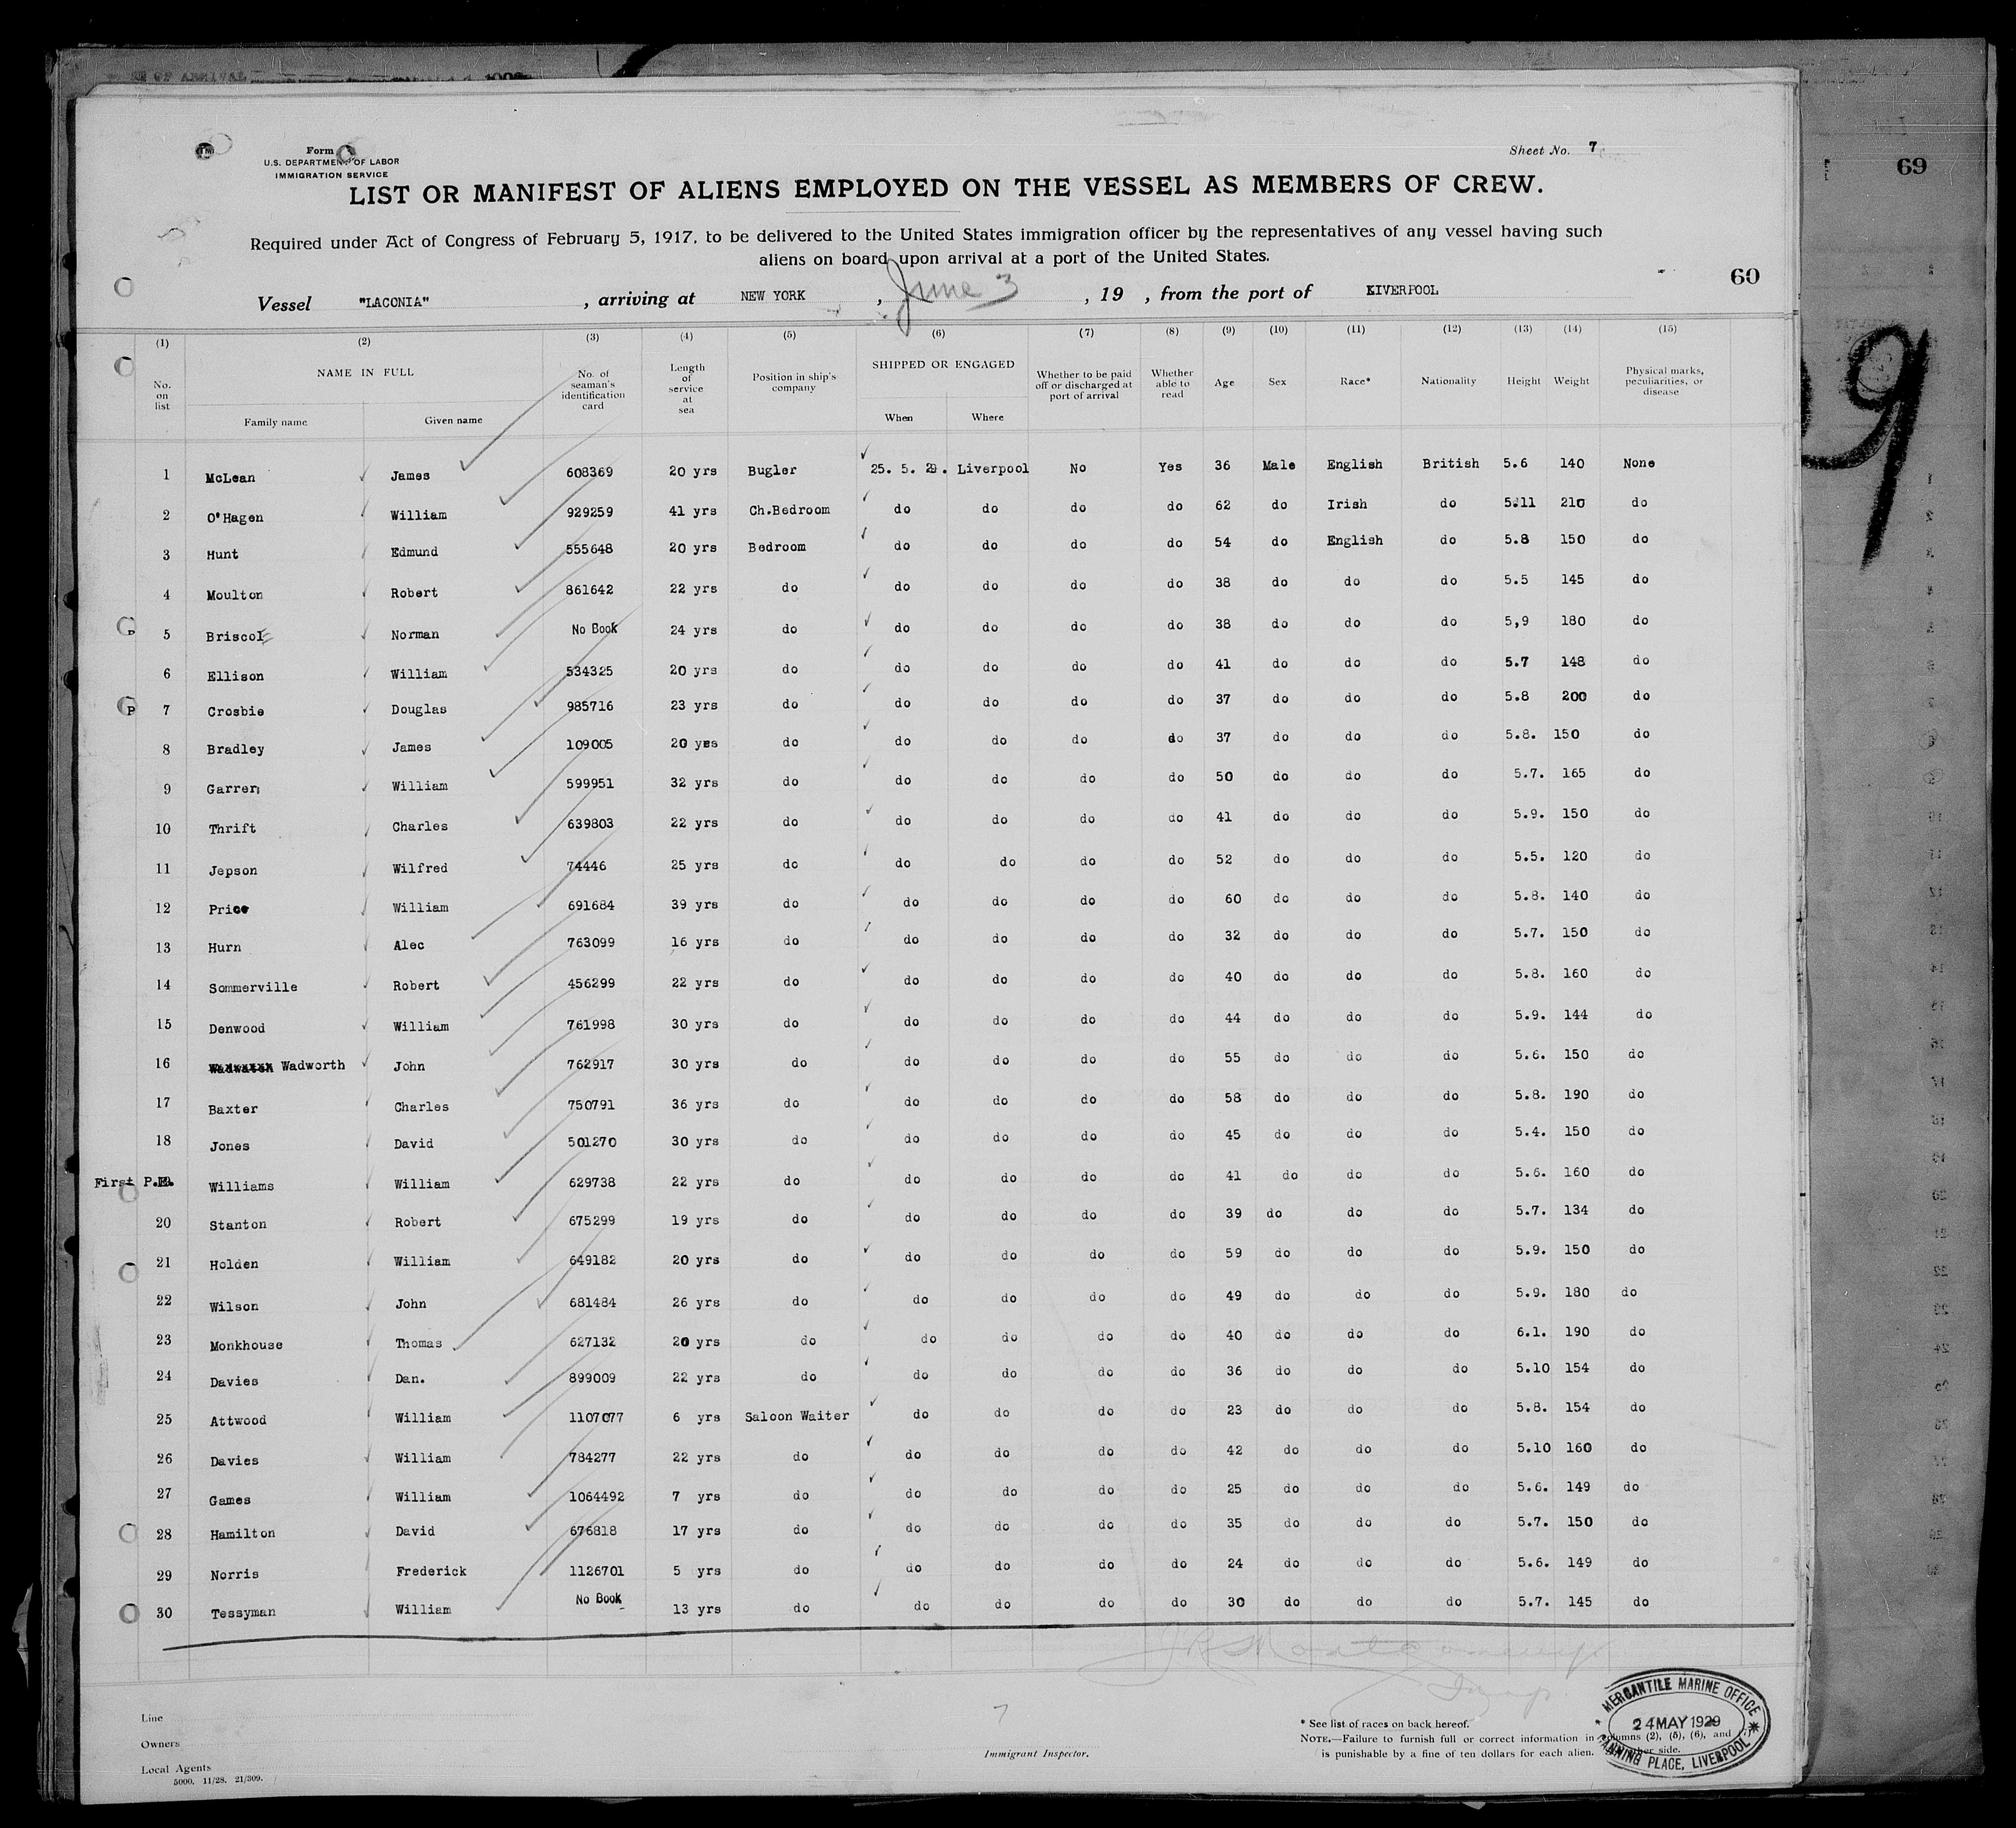 Form
U.S. DEPARTMENT OF LABOR
IMMIGRATION SERVICE
Sheet No. 7
69
LIST OR MANIFEST OF ALIENS EMPLOYED ON THE VESSEL AS MEMBERS OF CREW.
Required under Act of Congress of February 5, 1917, to be delivered to the United States immigration officer by the representatives of any vessel having such
aliens on board upon arrival at a port of the United States.
60
Vessel "LACONIA", arriving at NEW YORK, June 3, 19 , from the port of LIVERPOOL
(1) (2) (3) (4) (5) (6) (7) (8) (9) (10) (11) (12) (13) (14) (15)
No. on list NAME IN FULL Family name Given name No. of seaman's identification card Length of service at sea Position in ship's company SHIPPED OR ENGAGED When Where Whether to be paid off or discharged at port of arrival Whether able to read Age Sex Race* Nationality Height Weight Physical marks, peculiarities, or disease
1 McLean James 608369 20 yrs Bugler 25. 5. 29. Liverpool No Yes 36 Male English British 5.6 140 None
2 O'Hagen William 929259 41 yrs Ch.Bedroom do do do do 62 do Irish do 5.11 210 do
3 Hunt Edmund 555648 20 yrs Bedroom do do do do 54 do English do 5.8 150 do
4 Moulton Robert 861642 22 yrs do do do do do 38 do do do 5.5 145 do
P 5 Briscoe Norman No Book 24 yrs do do do do do 38 do do do 5,9 180 do
6 Ellison William 534325 20 yrs do do do do do 41 do do do 5.7 148 do
P 7 Crosbie Douglas 985716 23 yrs do do do do do 37 do do do 5.8 200 do
8 Bradley James 109005 20 yrs do do do do do 37 do do do 5.8. 150 do
9 Garren William 599951 32 yrs do do do do do 50 do do do 5.7. 165 do
10 Thrift Charles 639803 22 yrs do do do do do 41 do do do 5.9. 150 do
11 Jepson Wilfred 74446 25 yrs do do do do do 52 do do do 5.5. 120 do
12 Price William 691684 39 yrs do do do do do 60 do do do 5.8. 140 do
13 Hurn Alec 763099 16 yrs do do do do do 32 do do do 5.7. 150 do
14 Sommerville Robert 456299 22 yrs do do do do do 40 do do do 5.8. 160 do
15 Denwood William 761998 30 yrs do do do do do 44 do do do 5.9. 144 do
16 Wadworth John 762917 30 yrs do do do do do 55 do do do 5.6. 150 do
17 Baxter Charles 750791 36 yrs do do do do do 58 do do do 5.8. 190 do
18 Jones David 501270 30 yrs do do do do do 45 do do do 5.4. 150 do
First P. Williams William 629738 22 yrs do do do do do 41 do do do 5.6. 160 do
20 Stanton Robert 675299 19 yrs do do do do do 39 do do do 5.7. 134 do
21 Holden William 649182 20 yrs do do do do do 59 do do do 5.9. 150 do
22 Wilson John 681484 26 yrs do do do do do 49 do do do 5.9. 180 do
23 Monkhouse Thomas 627132 20 yrs do do do do do 40 do do do 6.1. 190 do
24 Davies Dan. 899009 22 yrs do do do do do 36 do do do 5.10 154 do
25 Attwood William 1107077 6 yrs Saloon Waiter do do do do 23 do do do 5.8. 154 do
26 Davies William 784277 22 yrs do do do do do 42 do do do 5.10 160 do
27 Games William 1064492 7 yrs do do do do do 25 do do do 5.6. 149 do
28 Hamilton David 676818 17 yrs do do do do do 35 do do do 5.7. 150 do
29 Norris Frederick 1126701 5 yrs do do do do do 24 do do do 5.6. 149 do
30 Tessyman William No Book 13 yrs do do do do do 30 do do do 5.7. 145 do
Line
Owners
Local Agents
5000. 11/28. 21/309.
Immigrant Inspector.
* See list of races on back hereof.
NOTE.—Failure to furnish full or correct information in columns (2), (5), (6), and
is punishable by a fine of ten dollars for each alien. side.
MERCANTILE MARINE OFFICE
24 MAY 1929
CANNING PLACE, LIVERPOOL